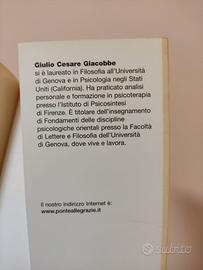 Giulio Cesare Giacobbe
si è laureato in Filosofia all'Università
di Genova e in Psicologia negli Stati
Uniti (California). Ha praticato analisi
personale e formazione in psicoterapia
presso l'Istituto di Psicosintesi
di Firenze. È titolare dell'insegnamento
di Fondamenti delle discipline
psicologiche orientali presso la Facoltà
di Lettere e Filosofia dell'Università
di Genova, dove vive e lavora.
Il nostro indirizzo Internet è:
www.ponteallegrazie.it
subito